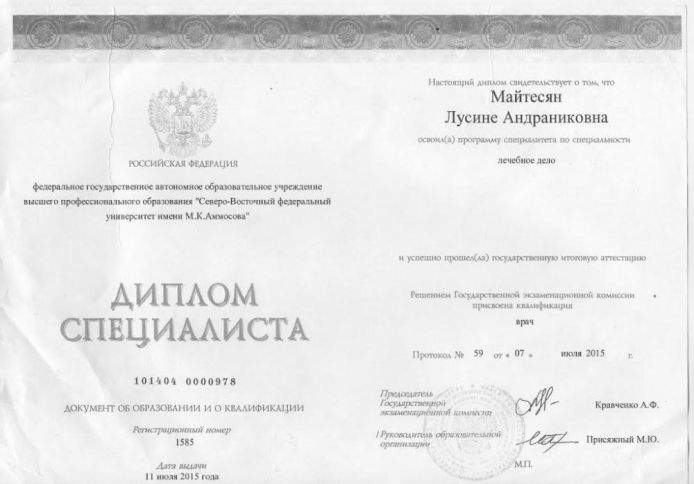 РОССИЙСКАЯ ФЕДЕРАЦИЯ
федеральное государственное автономное образовательное учреждение
высшего профессионального образования "Северо-Восточный федеральный
университет имени М.К.Аммосова"
ДИПЛОМ
СПЕЦИАЛИСТА
101404 0000978
ДОКУМЕНТ ОБ ОБРАЗОВАНИИ И О КВАЛИФИКАЦИИ
Регистрационный номер
1585
Дата выдачи
11 июля 2015 года
Настоящий диплом свидетельствует о том, что
Майтесян
Лусине Андраниковна
освоил(а) программу специалитета по специальности
лечебное дело
и успешно прошел(ла) государственную итоговую аттестацию
Решением Государственной экзаменационной комиссии
присвоена квалификация
врач
Протокол № 59 от « 07 » июля 2015 г.
Председатель
Государственной
экзаменационной комиссии
Кравченко А.Ф.
Руководитель образовательной
организации
Присяжный М.Ю.
М.П.